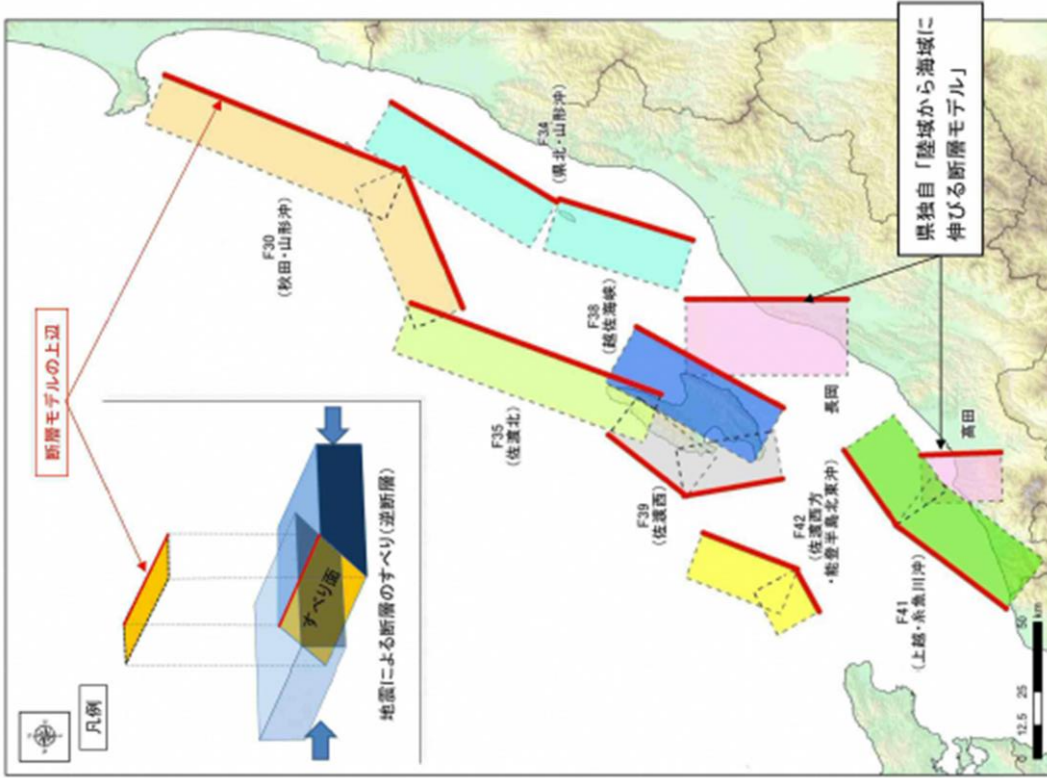 凡例
断層モデルの上辺
すべり面
地震による断層のすべり(逆断層)
F30
(秋田・山形沖)
F34
(県北・山形沖)
F35
(佐渡北)
F38
(越佐海峡)
F39
(佐渡西)
F42
(佐渡西方
・能登半島北東沖)
F41
(上越・糸魚川沖)
長岡
高田
県独自「陸域から海域に
伸びる断層モデル」
0 12.5 25 50
km